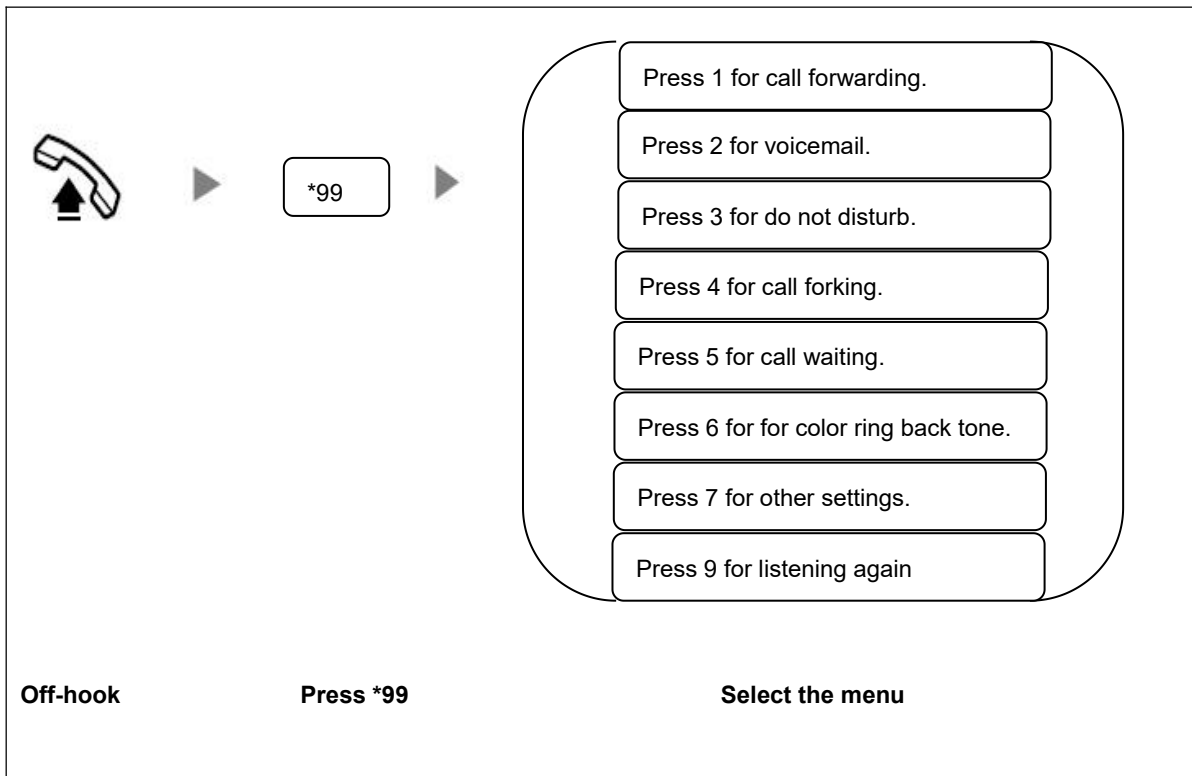 Press 1 for call forwarding.
Press 2 for voicemail.
*99
Press 3 for do not disturb.
Press 4 for call forking.
Press 5 for call waiting.
Press 6 for for color ring back tone.
Press 7 for other settings.
Press 9 for listening again
Off-hook Press *99 Select the menu